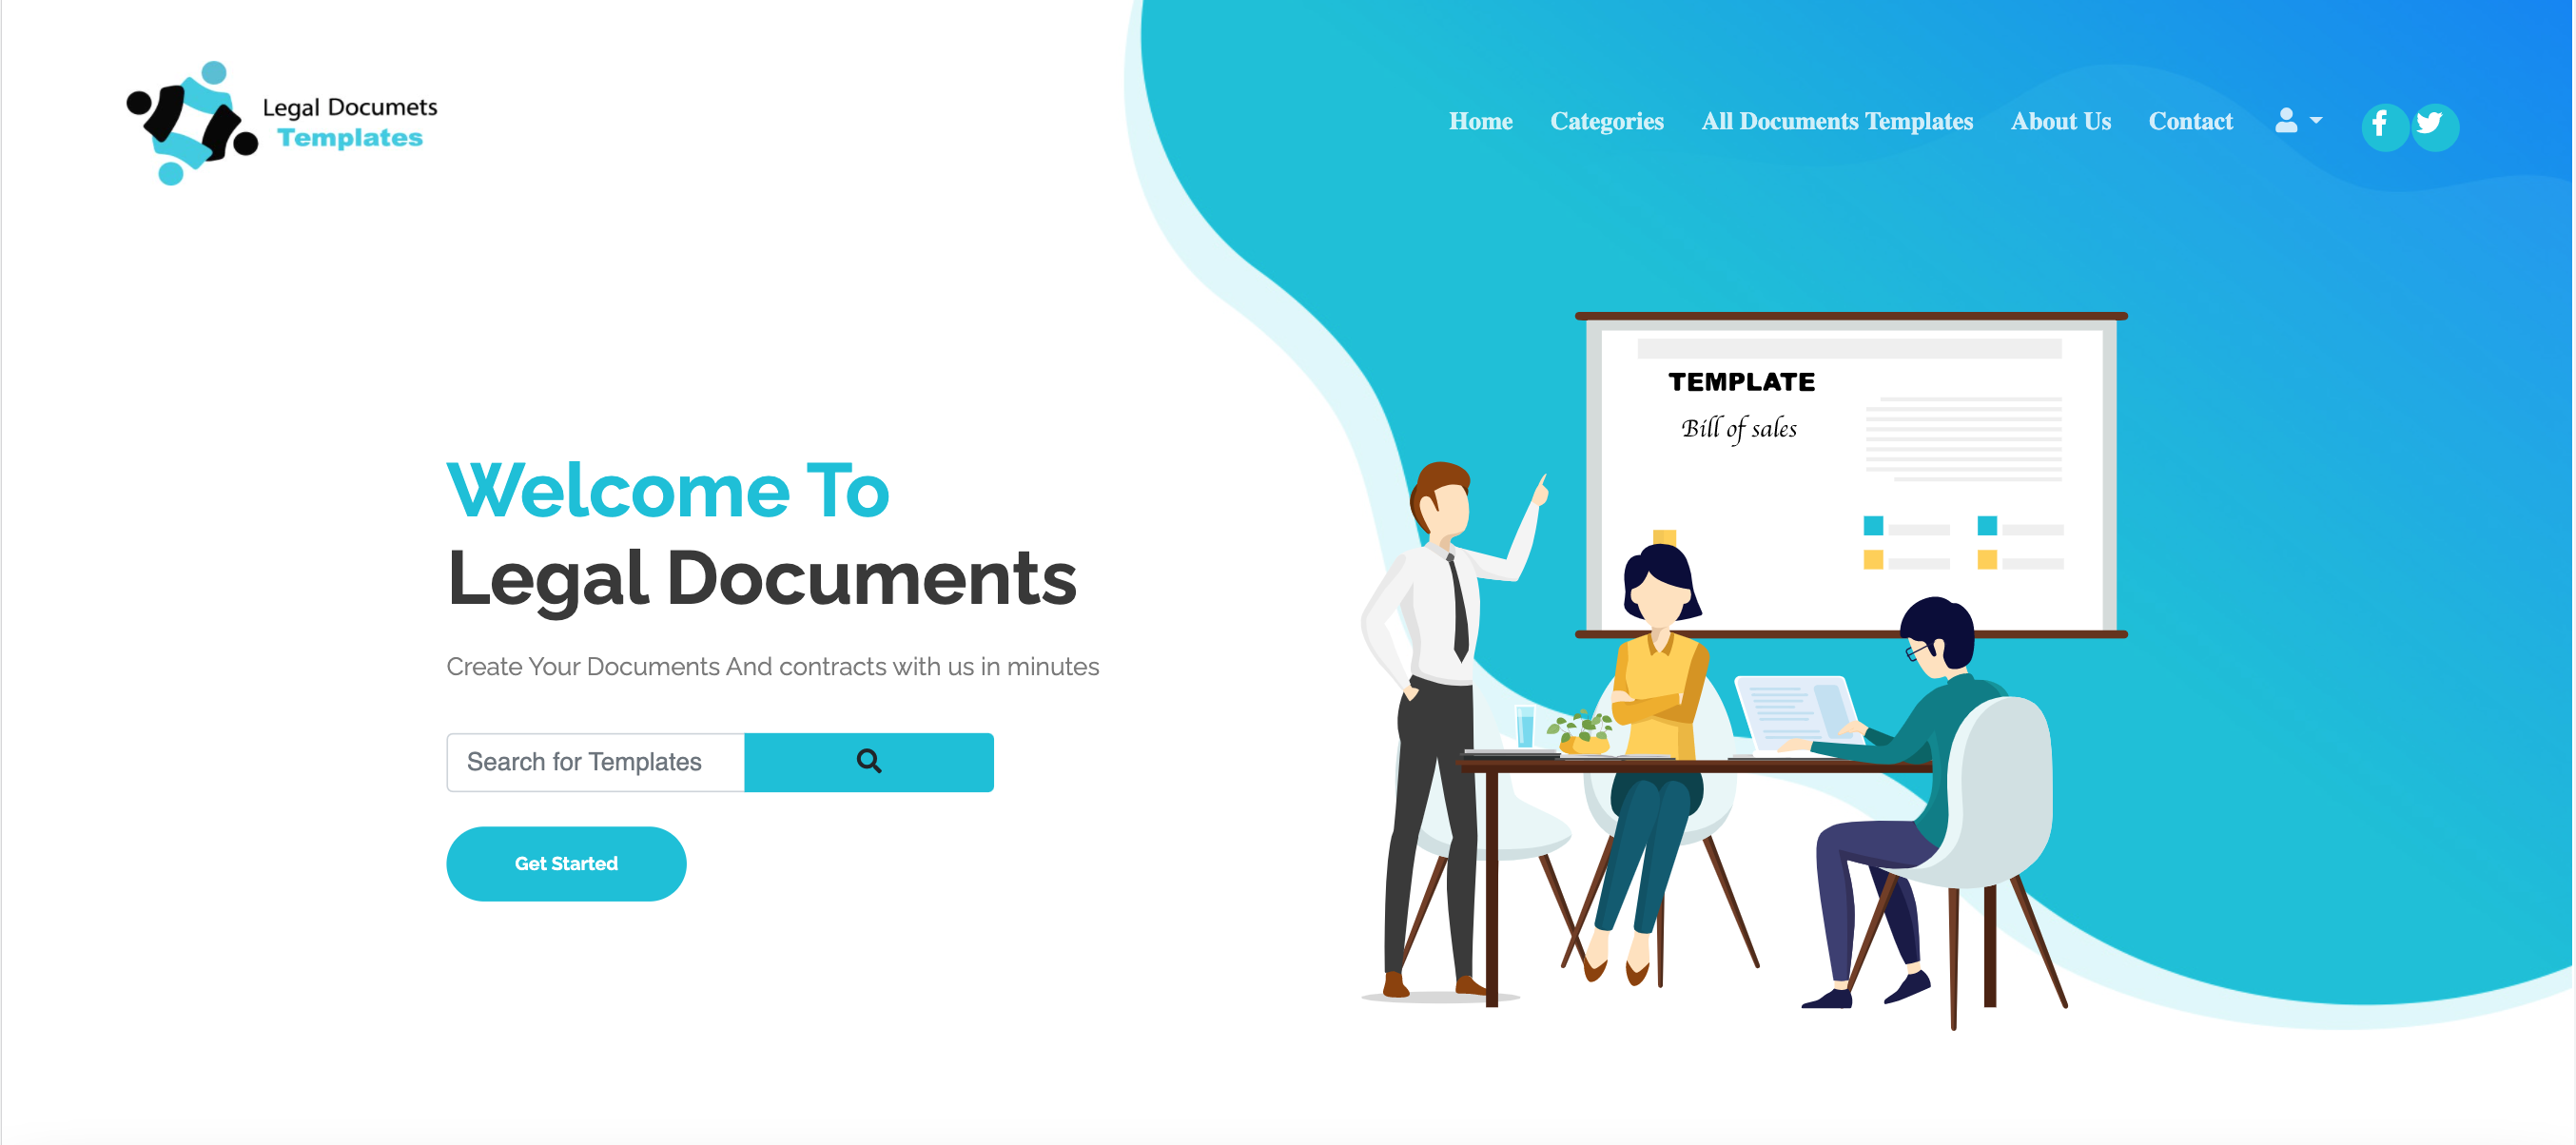 Legal Documets
Templates
Home Categories All Documents Templates About Us Contact
TEMPLATE
Bill of sales
Welcome To
Legal Documents
Create Your Documents And contracts with us in minutes
Search for Templates
Get Started